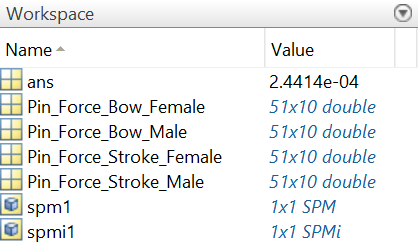 Workspace
Name Value
ans 2.4414e-04
Pin_Force_Bow_Female 51x10 double
Pin_Force_Bow_Male 51x10 double
Pin_Force_Stroke_Female 51x10 double
Pin_Force_Stroke_Male 51x10 double
spm1 1x1 SPM
spmi1 1x1 SPMi